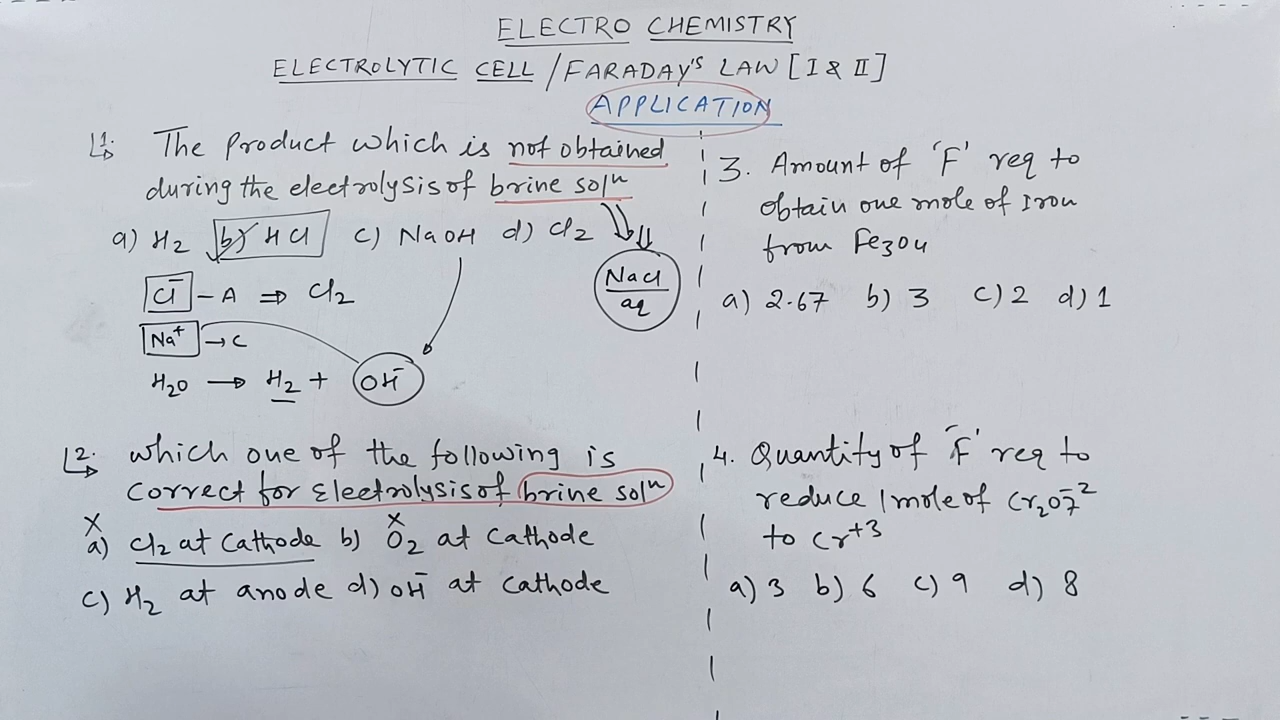 ELECTRO CHEMISTRY
ELECTROLYTIC CELL /FARADAY'S LAW [I & II]
APPLICATION
1. The product which is not obtained
during the electrolysis of brine solⁿ
a) H₂ b) HCl c) NaOH d) Cl₂
NaCl
aq
Cl⁻ - A ⇒ Cl₂
Na⁺ → C
H₂O → H₂ + OH⁻
2. which one of the following is
correct for Electrolysis of brine solⁿ
x x
a) Cl₂ at cathode b) O₂ at cathode
c) H₂ at anode d) OH⁻ at cathode
3. Amount of 'F' req to
obtain one mole of Iron
from Fe₃O₄
a) 2.67 b) 3 c) 2 d) 1
4. Quantity of 'F' req to
reduce 1 mole of Cr₂O₇⁻²
to Cr⁺³
a) 3 b) 6 c) 9 d) 8